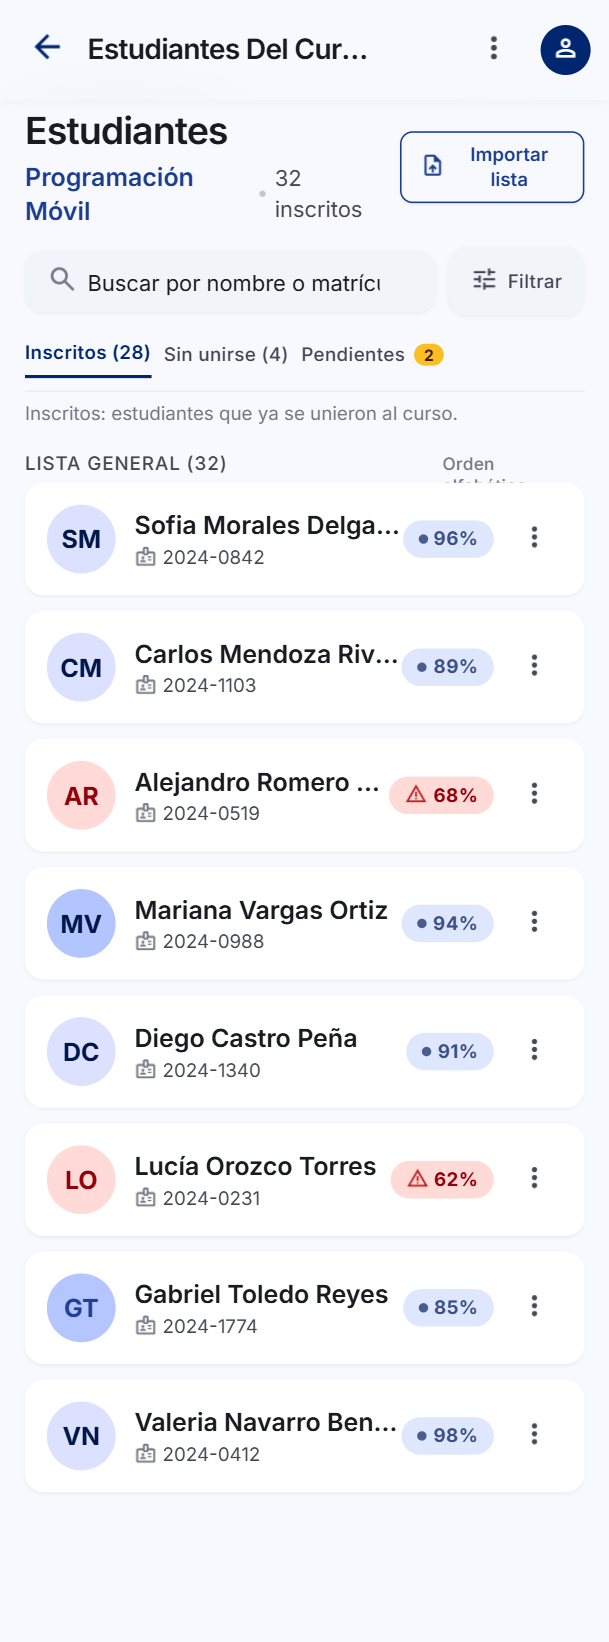 Estudiantes Del Cur...
Estudiantes
Programación
Móvil
32
inscritos
Importar
lista
Buscar por nombre o matríc
Filtrar
Inscritos (28)
Sin unirse (4)
Pendientes 2
Inscritos: estudiantes que ya se unieron al curso.
LISTA GENERAL (32)
Orden
SM
Sofia Morales Delga...
2024-0842
96%
CM
Carlos Mendoza Riv...
2024-1103
89%
AR
Alejandro Romero ...
2024-0519
68%
MV
Mariana Vargas Ortiz
2024-0988
94%
DC
Diego Castro Peña
2024-1340
91%
LO
Lucía Orozco Torres
2024-0231
62%
GT
Gabriel Toledo Reyes
2024-1774
85%
VN
Valeria Navarro Ben...
2024-0412
98%